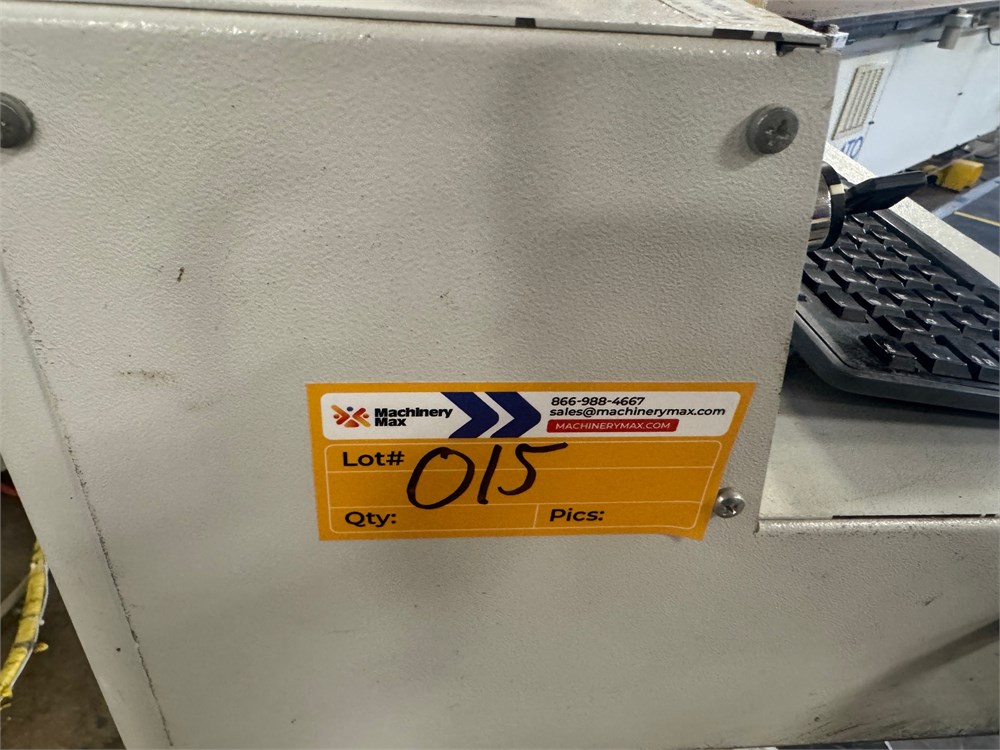 Machinery
Max
866-988-4667
sales@machinerymax.com
MACHINERYMAX.COM
Lot# 015
Qty:
Pics: